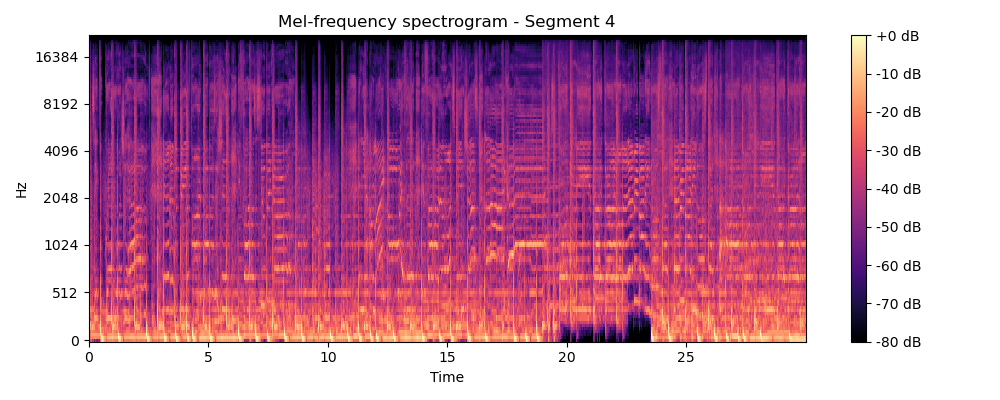 Mel-frequency spectrogram - Segment 4
Hz
16384
8192
4096
2048
1024
512
0
0 5 10 15 20 25
Time
+0 dB
-10 dB
-20 dB
-30 dB
-40 dB
-50 dB
-60 dB
-70 dB
-80 dB